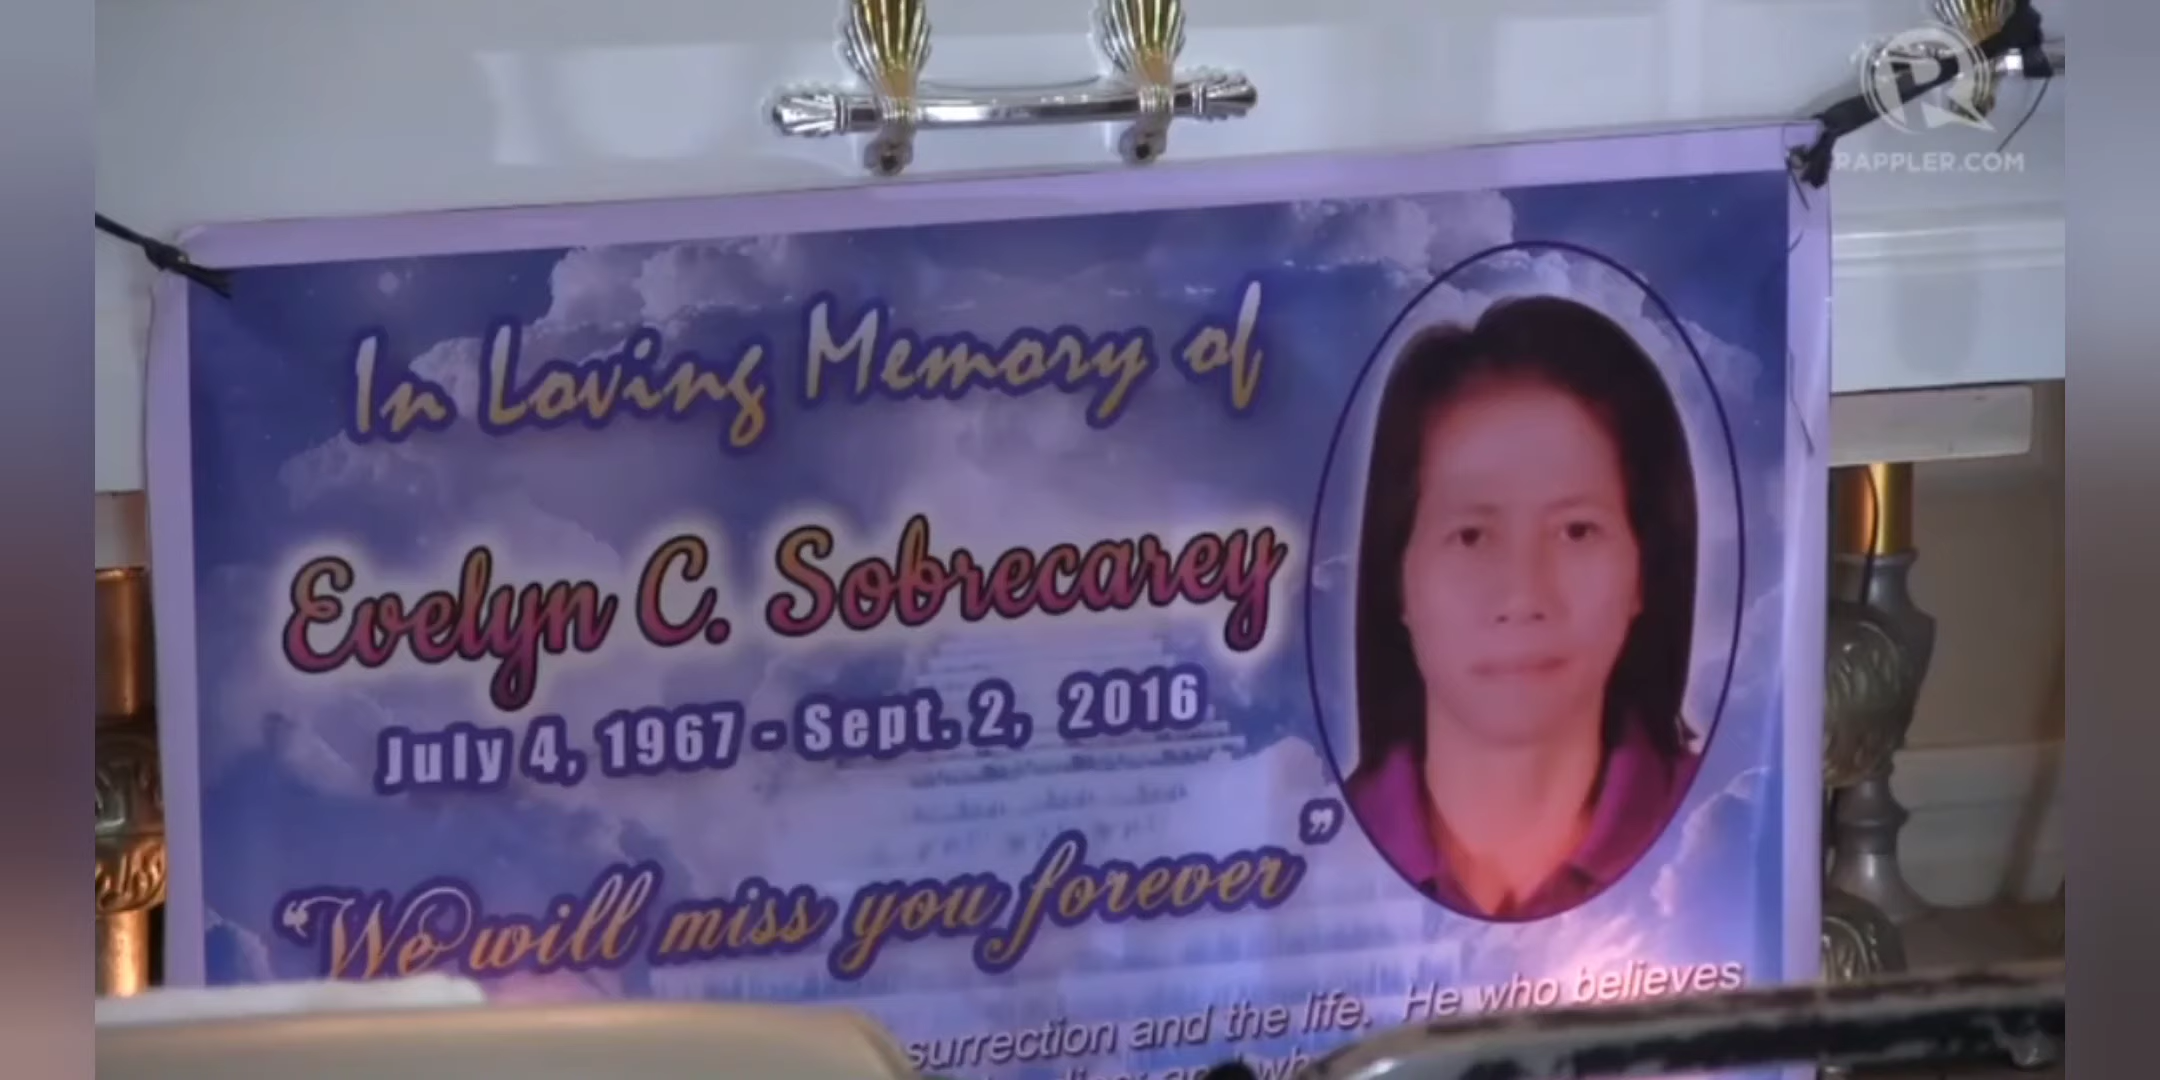 RAPPLER.COM
In Loving Memory of
Evelyn C. Sobrecarey
July 4, 1967 - Sept. 2, 2016
"We will miss you forever"
surrection and the life. He who believes